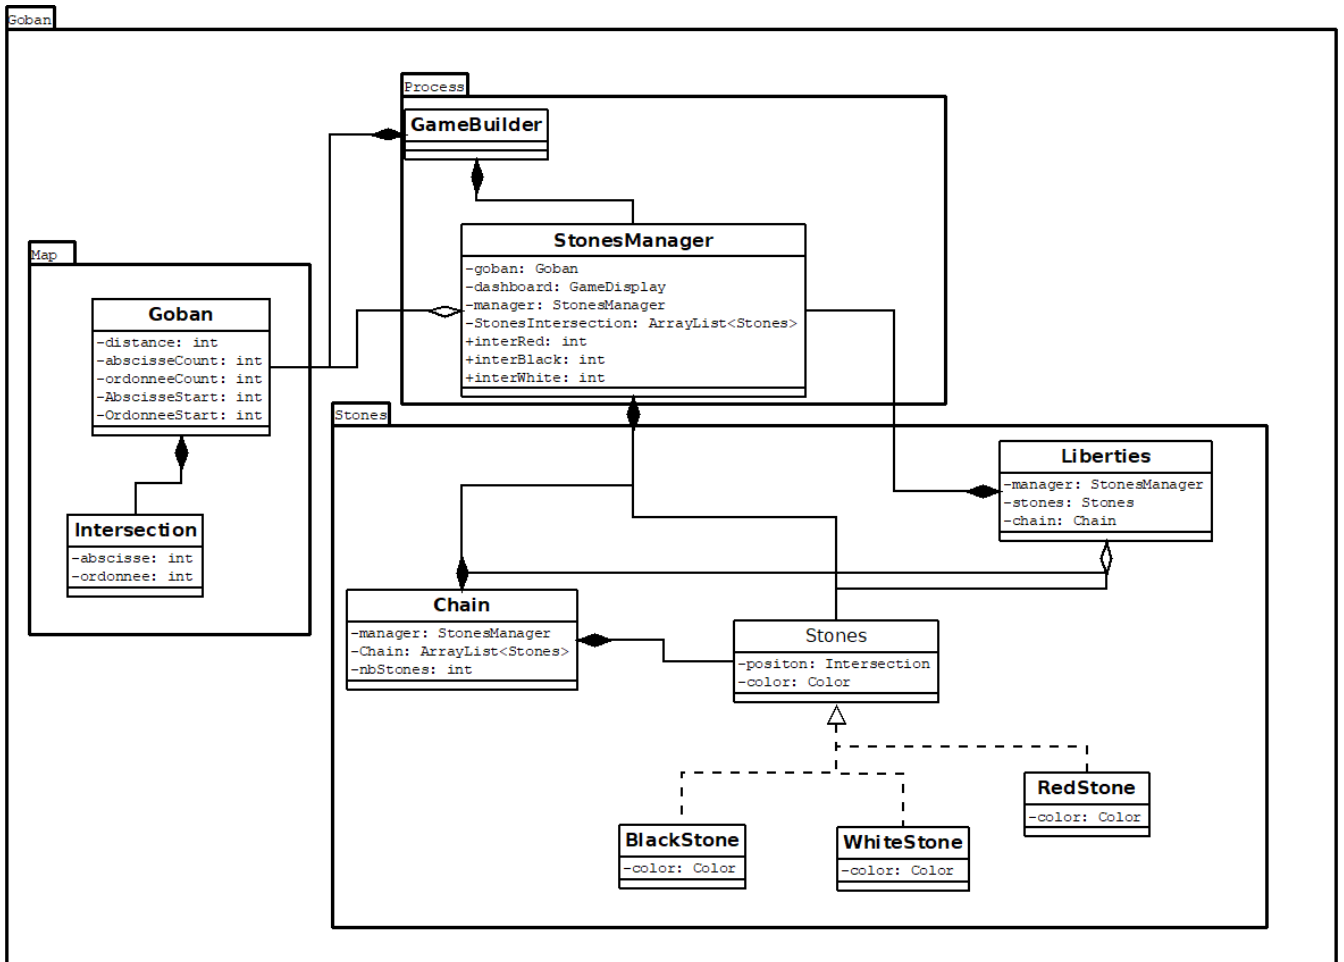 Goban
Process
GameBuilder
StonesManager
-goban: Goban
-dashboard: GameDisplay
-manager: StonesManager
-StonesIntersection: ArrayList<Stones>
+interRed: int
+interBlack: int
+interWhite: int
Map
Goban
-distance: int
-abscisseCount: int
-ordonneeCount: int
-AbscisseStart: int
-OrdonneeStart: int
Intersection
-abscisse: int
-ordonnee: int
Stones
Liberties
-manager: StonesManager
-stones: Stones
-chain: Chain
Chain
-manager: StonesManager
-Chain: ArrayList<Stones>
-nbStones: int
Stones
-positon: Intersection
-color: Color
RedStone
-color: Color
BlackStone
-color: Color
WhiteStone
-color: Color